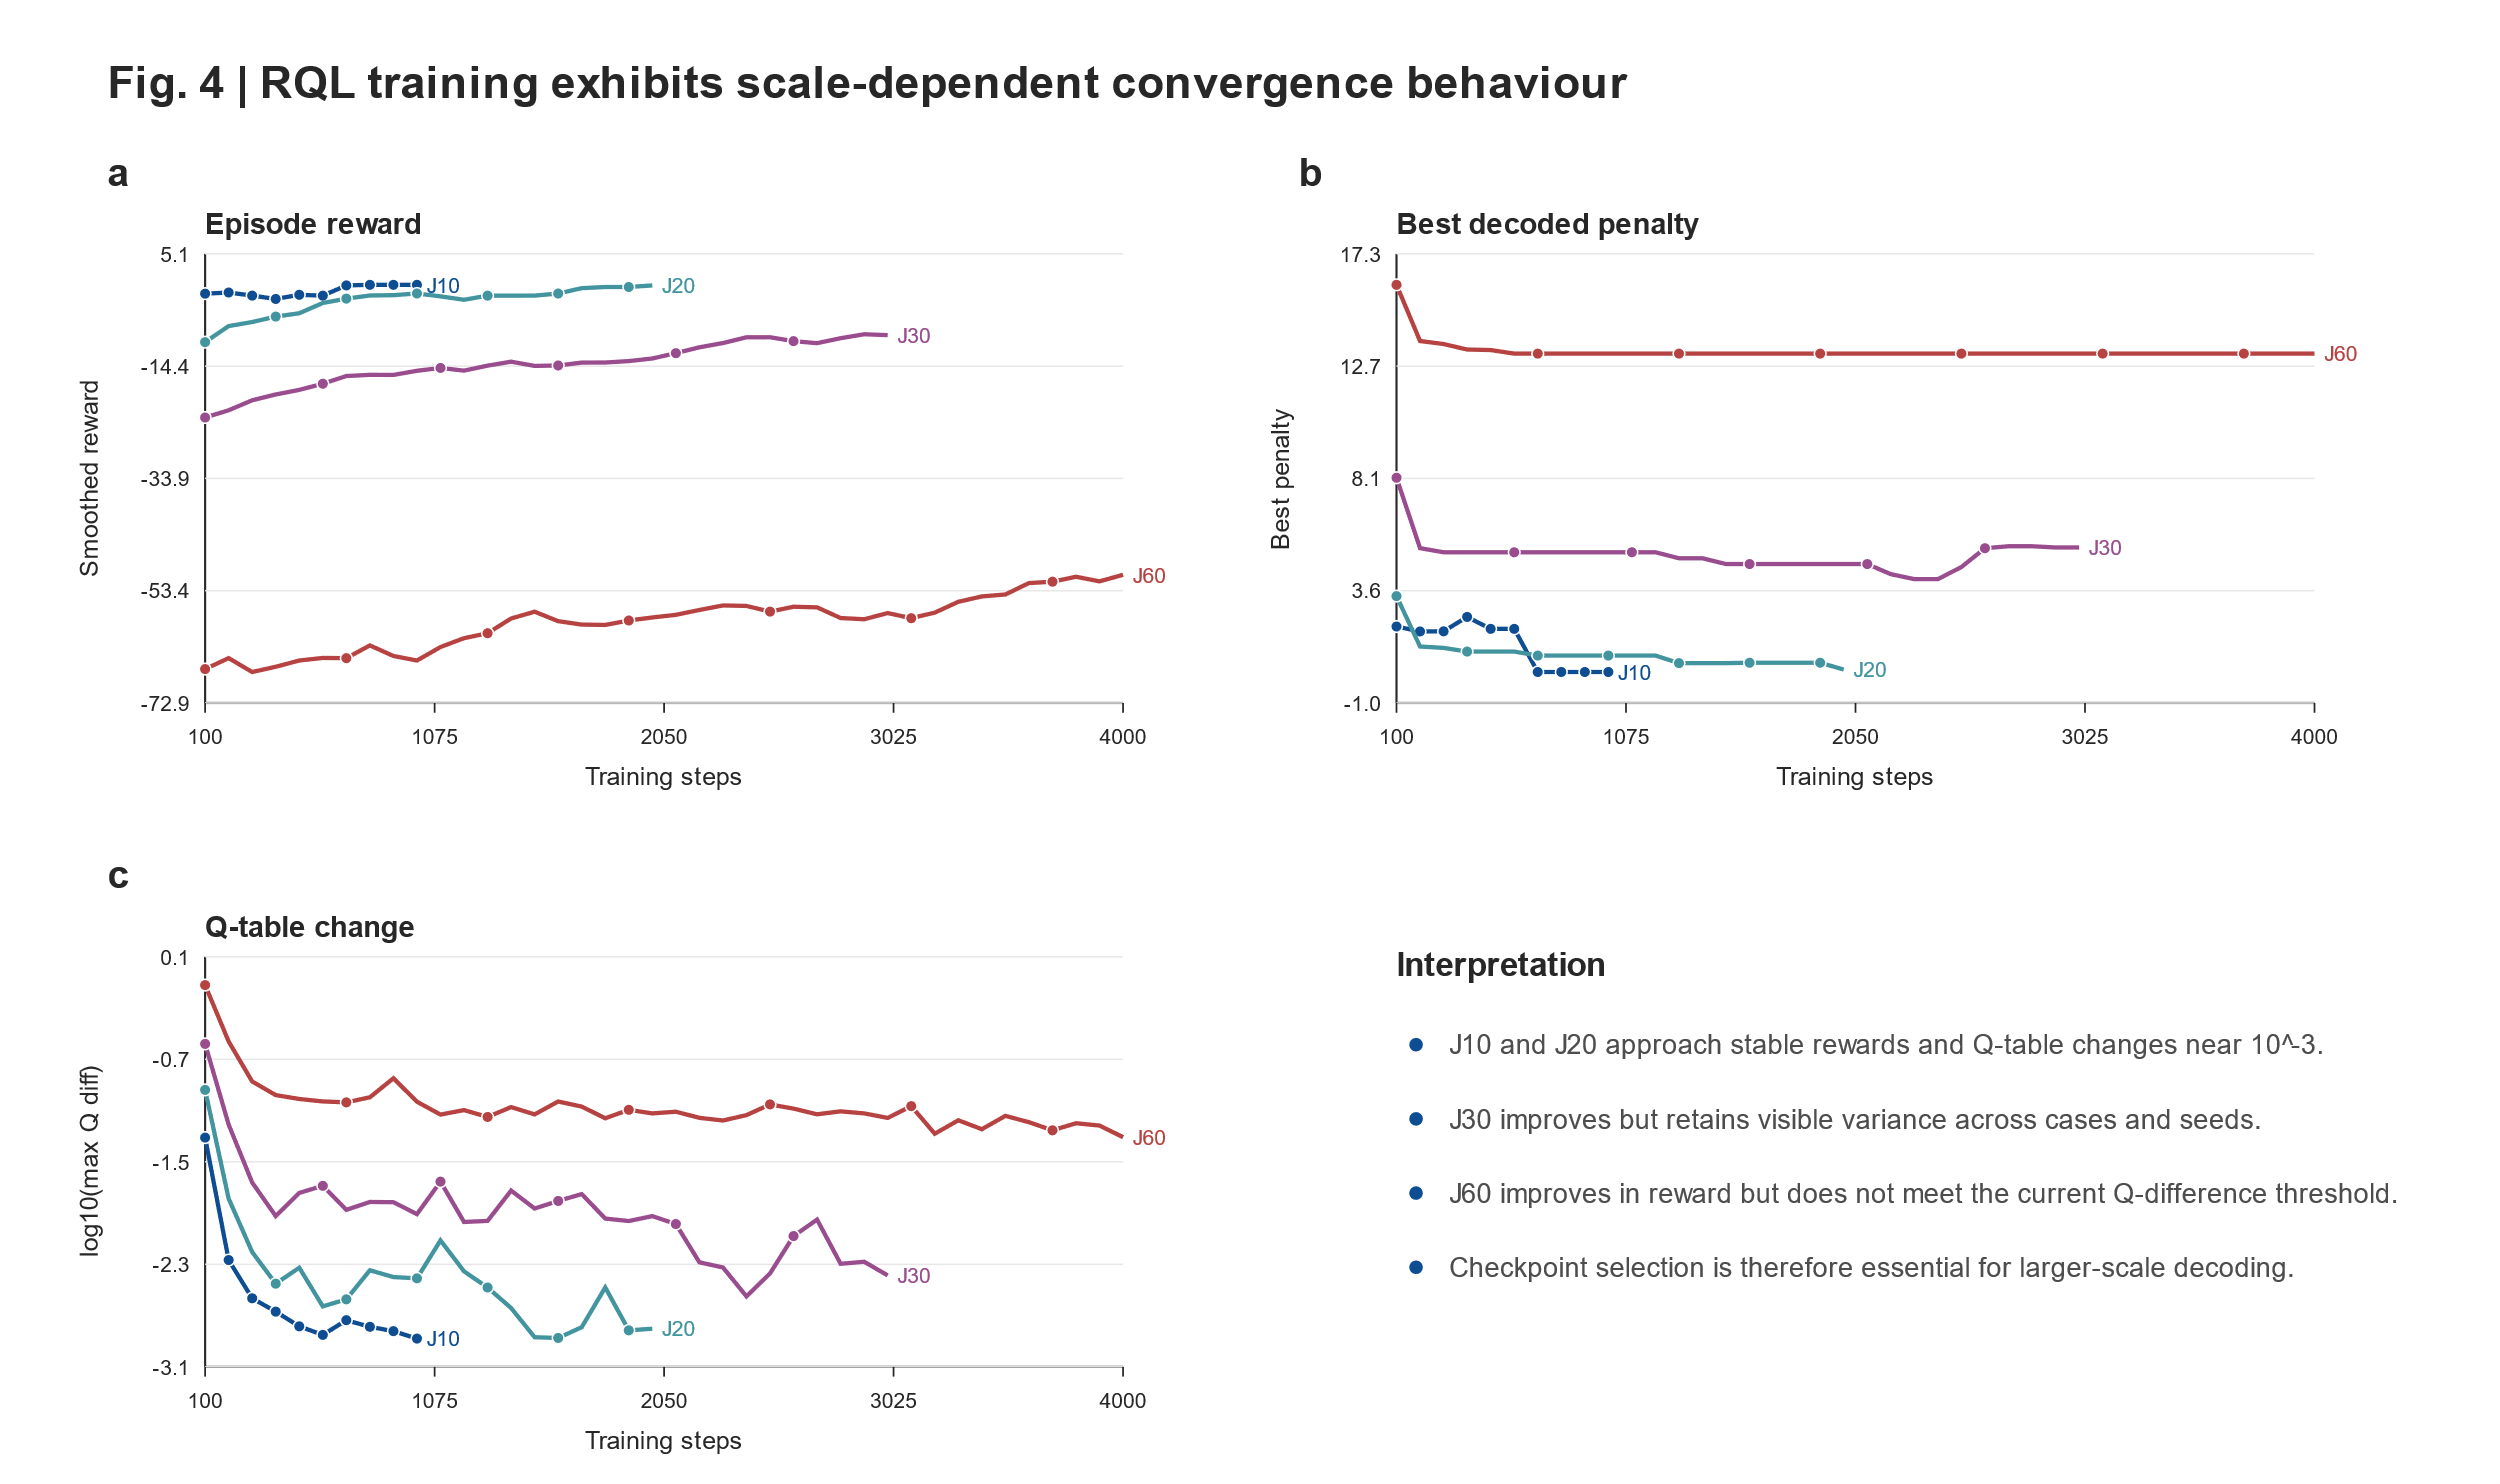 Fig. 4 | RQL training exhibits scale-dependent convergence behaviour
a
Episode reward
5.1
-14.4
-33.9
-53.4
-72.9
Smoothed reward
J10
J20
J30
J60
100 1075 2050 3025 4000
Training steps
b
Best decoded penalty
17.3
12.7
8.1
3.6
-1.0
Best penalty
J60
J30
J10
J20
100 1075 2050 3025 4000
Training steps
c
Q-table change
0.1
-0.7
-1.5
-2.3
-3.1
log10(max Q diff)
J60
J30
J20
J10
100 1075 2050 3025 4000
Training steps
Interpretation
J10 and J20 approach stable rewards and Q-table changes near 10^-3.
J30 improves but retains visible variance across cases and seeds.
J60 improves in reward but does not meet the current Q-difference threshold.
Checkpoint selection is therefore essential for larger-scale decoding.